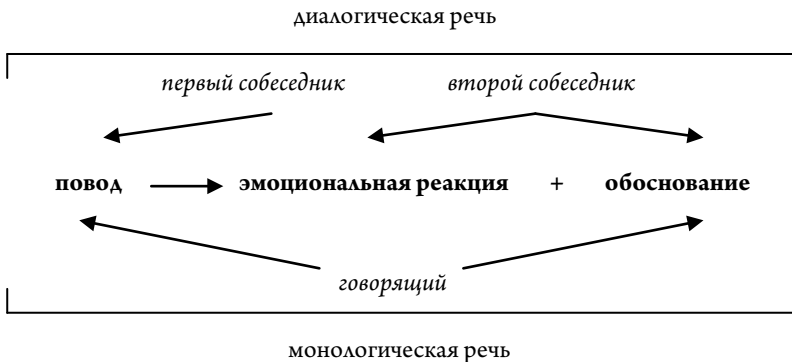 диалогическая речь
первый собеседник второй собеседник
повод эмоциональная реакция + обоснование
говорящий
монологическая речь